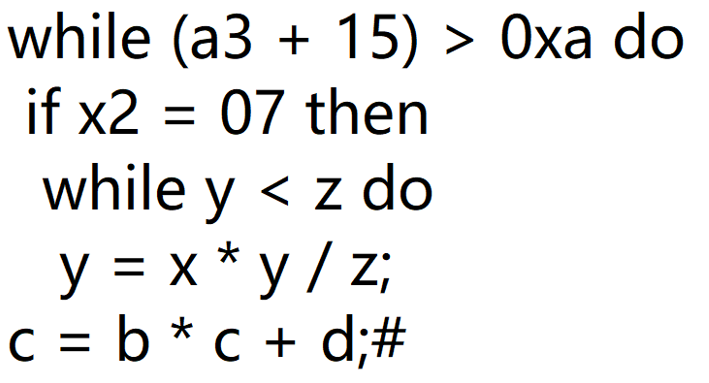 while (a3 + 15) > 0xa do
if x2 = 07 then
while y < z do
y = x * y / z;
c = b * c + d;#